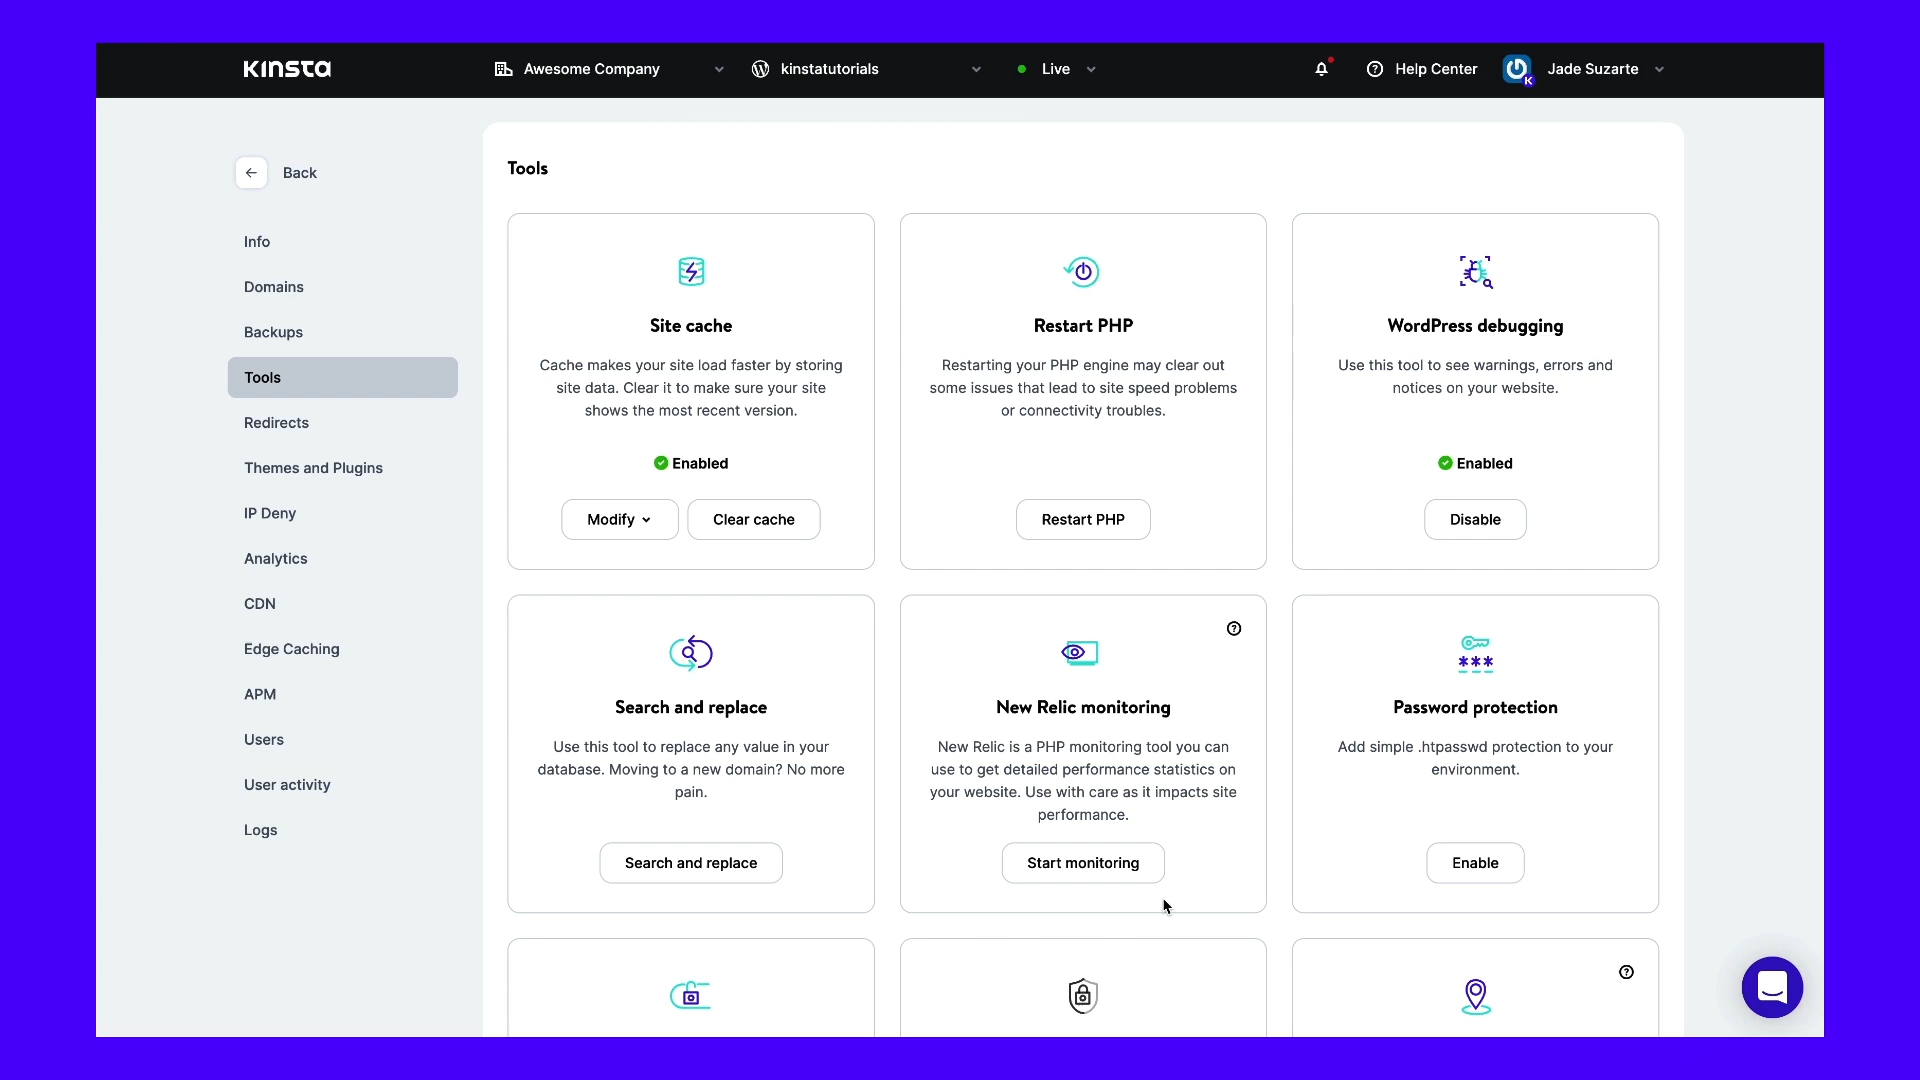 Kinsta
Awesome Company
kinstatutorials
Live
Help Center
K
Jade Suzarte
Back
Info
Domains
Backups
Tools
Redirects
Themes and Plugins
IP Deny
Analytics
CDN
Edge Caching
APM
Users
User activity
Logs
Tools
Site cache
Cache makes your site load faster by storing
site data. Clear it to make sure your site
shows the most recent version.
Enabled
Modify
Clear cache
Restart PHP
Restarting your PHP engine may clear out
some issues that lead to site speed problems
or connectivity troubles.
Restart PHP
WordPress debugging
Use this tool to see warnings, errors and
notices on your website.
Enabled
Disable
Search and replace
Use this tool to replace any value in your
database. Moving to a new domain? No more
pain.
Search and replace
New Relic monitoring
New Relic is a PHP monitoring tool you can
use to get detailed performance statistics on
your website. Use with care as it impacts site
performance.
Start monitoring
***
Password protection
Add simple .htpasswd protection to your
environment.
Enable